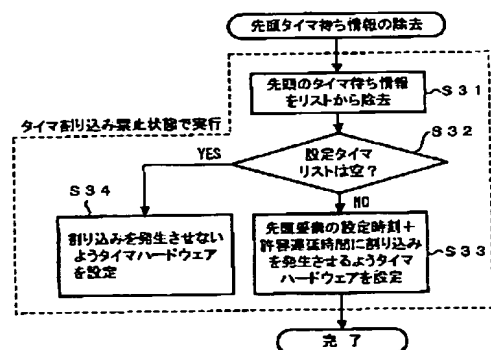 先頭タイマ待ち情報の除去
先頭のタイマ待ち情報
をリストから除去
S31
タイマ割り込み禁止状態で実行
S32
YES
設定タイマ
リストは空?
S34
NO
割り込みを発生させない
ようタイマハードウェア
を設定
先頭要素の設定時刻+
許容遅延時間に割り込み
を発生させるようタイマ
ハードウェアを設定
S33
完了